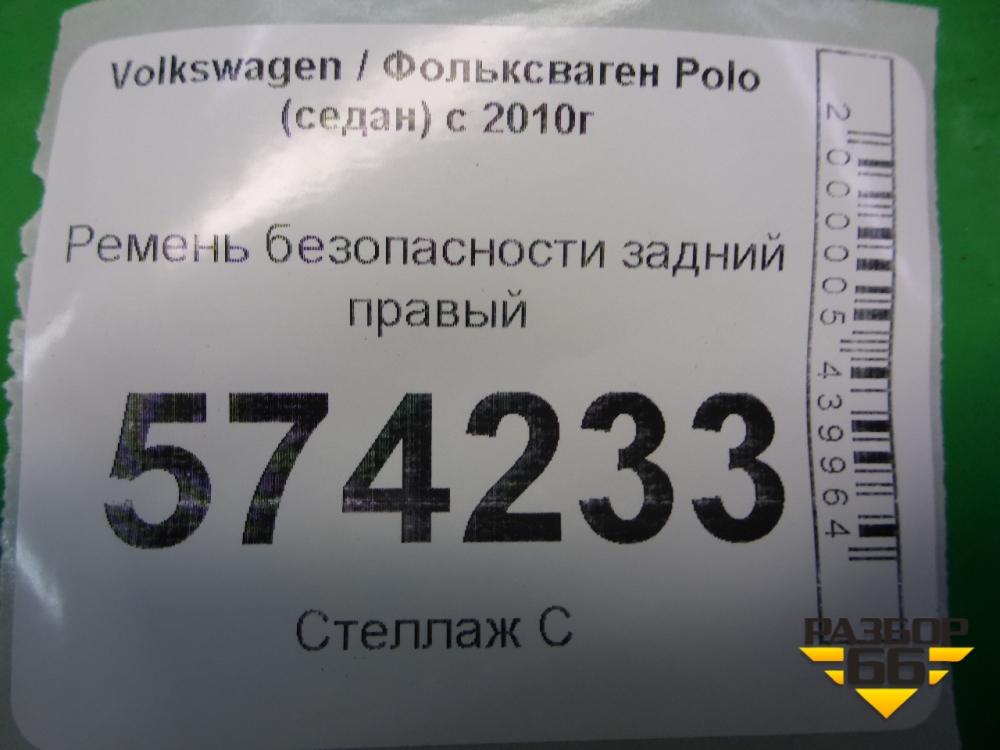 Volkswagen / Фольксваген Polo
(седан) с 2010г
Ремень безопасности задний
правый
574233
Стеллаж С
2000005439964
РАЗБОР
66